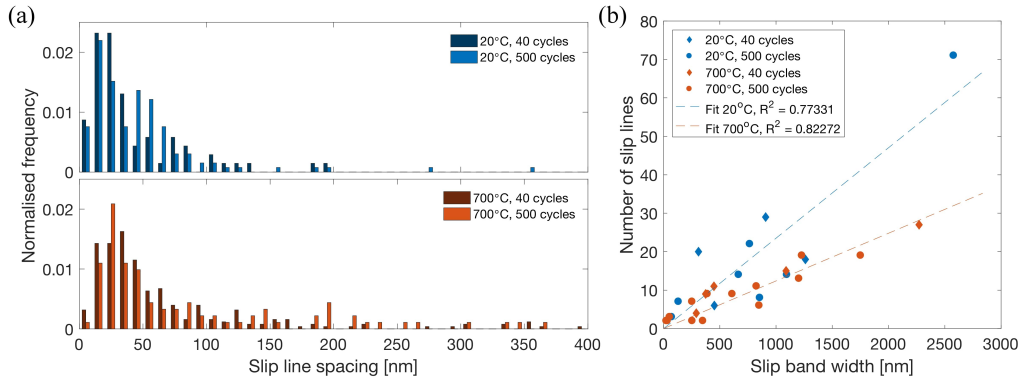 (a)
Normalised frequency
0.02
0.01
0
20°C, 40 cycles
20°C, 500 cycles
0.02
0.01
0
700°C, 40 cycles
700°C, 500 cycles
0 50 100 150 200 250 300 350 400
Slip line spacing [nm]
(b)
Number of slip lines
80
70
60
50
40
30
20
10
0
20°C, 40 cycles
20°C, 500 cycles
700°C, 40 cycles
700°C, 500 cycles
Fit 20°C, R² = 0.77331
Fit 700°C, R² = 0.82272
0 500 1000 1500 2000 2500 3000
Slip band width [nm]